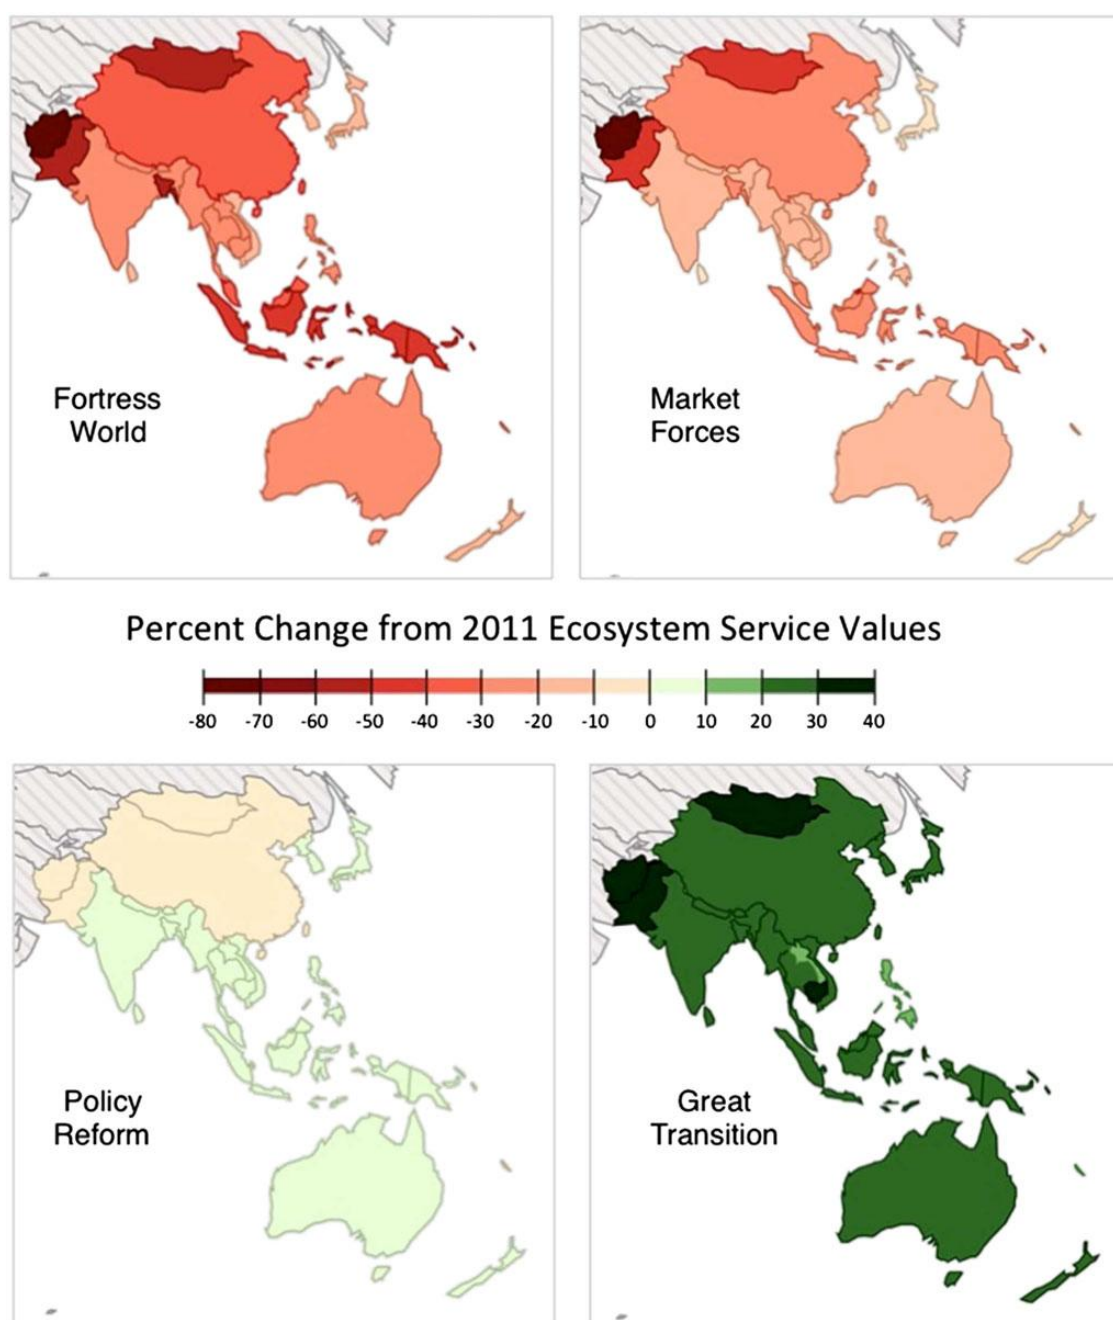 Fortress
World
Market
Forces
Percent Change from 2011 Ecosystem Service Values
-80 -70 -60 -50 -40 -30 -20 -10 0 10 20 30 40
Policy
Reform
Great
Transition